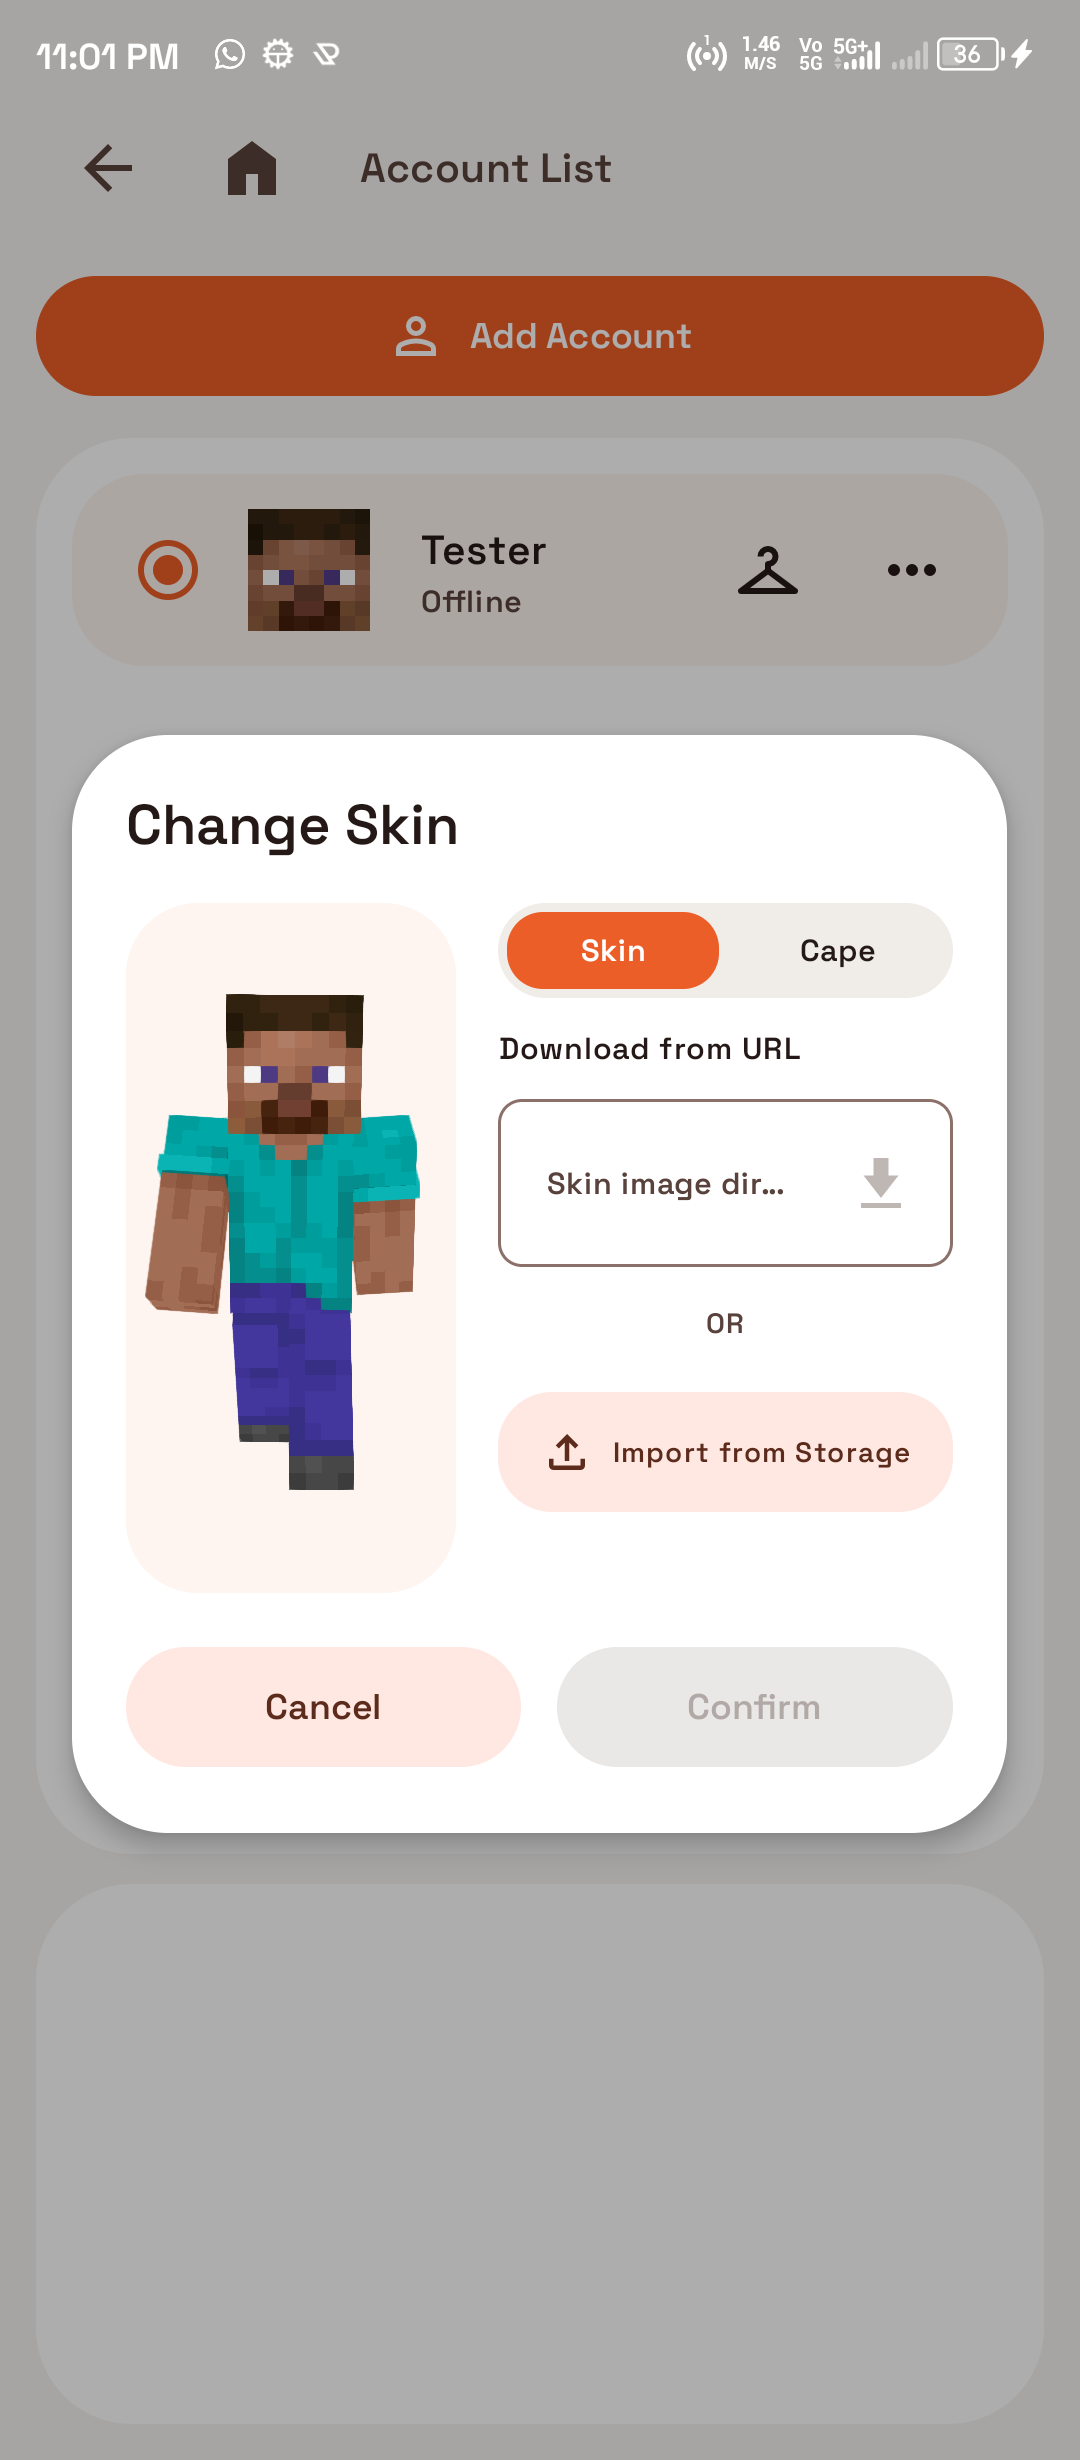 11:01 PM
1
1.46
M/S
Vo
5G
5G+
36
Account List
Add Account
Tester
Offline
Change Skin
Skin
Cape
Download from URL
Skin image dir...
OR
Import from Storage
Cancel
Confirm